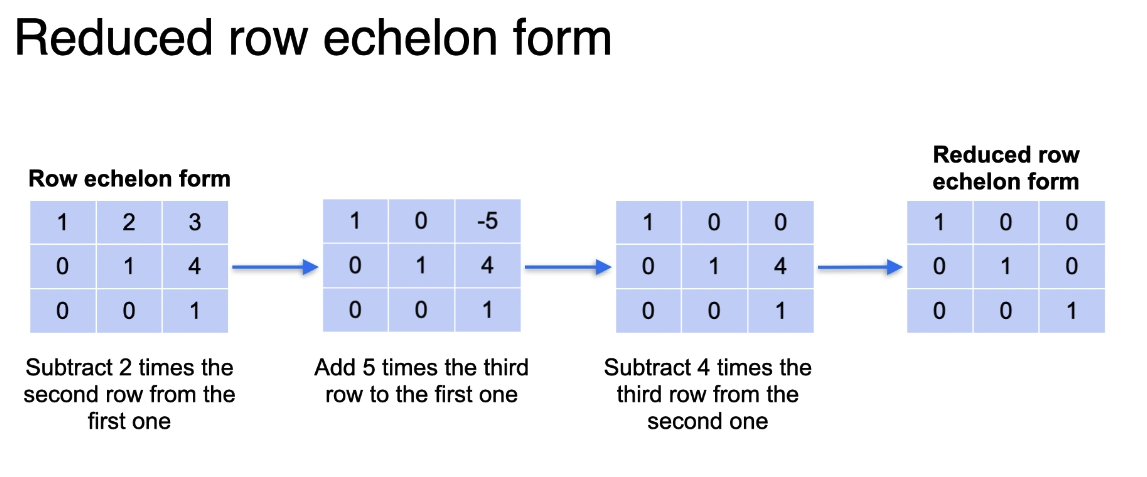 Reduced row echelon form
Row echelon form
1 2 3
0 1 4
0 0 1
Subtract 2 times the
second row from the
first one
1 0 -5
0 1 4
0 0 1
Add 5 times the third
row to the first one
1 0 0
0 1 4
0 0 1
Subtract 4 times the
third row from the
second one
Reduced row
echelon form
1 0 0
0 1 0
0 0 1